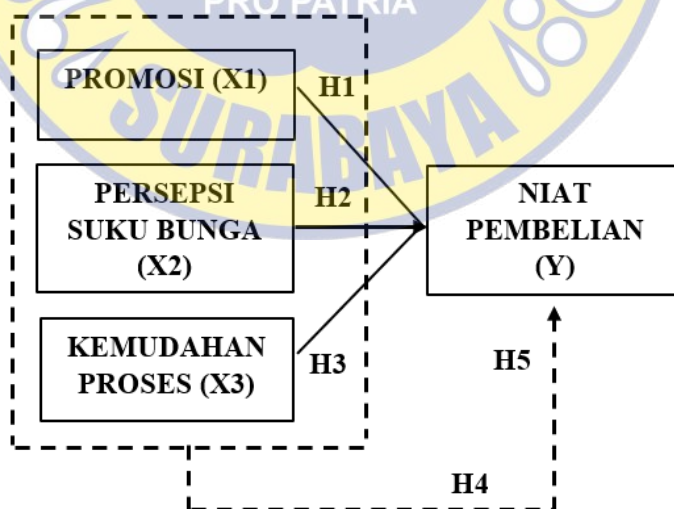 PRO PATRIA
SURABAYA
PROMOSI (X1)
H1
PERSEPSI
SUKU BUNGA
(X2)
H2
NIAT
PEMBELIAN
(Y)
KEMUDAHAN
PROSES (X3)
H3
H5
H4